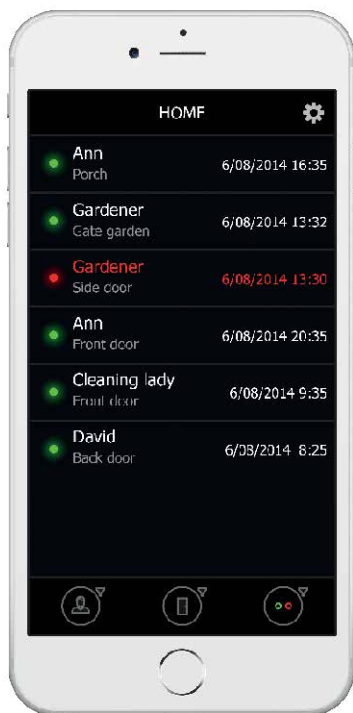 HOME
Ann 6/08/2014 16:35
Porch
Gardener 6/08/2014 13:32
Gate garden
Gardener 6/08/2014 13:30
Side door
Ann 6/08/2014 20:35
Front door
Cleaning lady 6/08/2014 9:35
Front door
David 6/08/2014 8:25
Back door